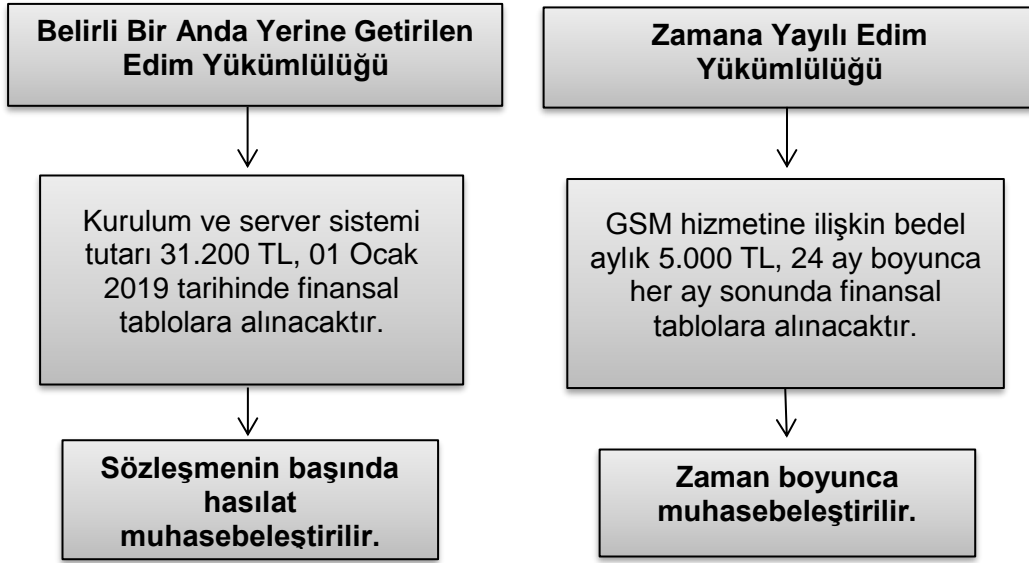 Belirli Bir Anda Yerine Getirilen
Edim Yükümlülüğü
Kurulum ve server sistemi
tutarı 31.200 TL, 01 Ocak
2019 tarihinde finansal
tablolara alınacaktır.
Sözleşmenin başında
hasılat
muhasebeleştirilir.
Zamana Yayılı Edim
Yükümlülüğü
GSM hizmetine ilişkin bedel
aylık 5.000 TL, 24 ay boyunca
her ay sonunda finansal
tablolara alınacaktır.
Zaman boyunca
muhasebeleştirilir.